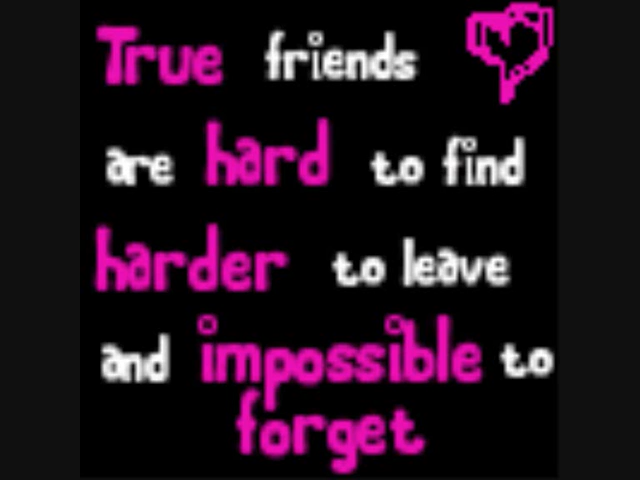 True friends
are hard to find
harder to leave
and impossible to
forget